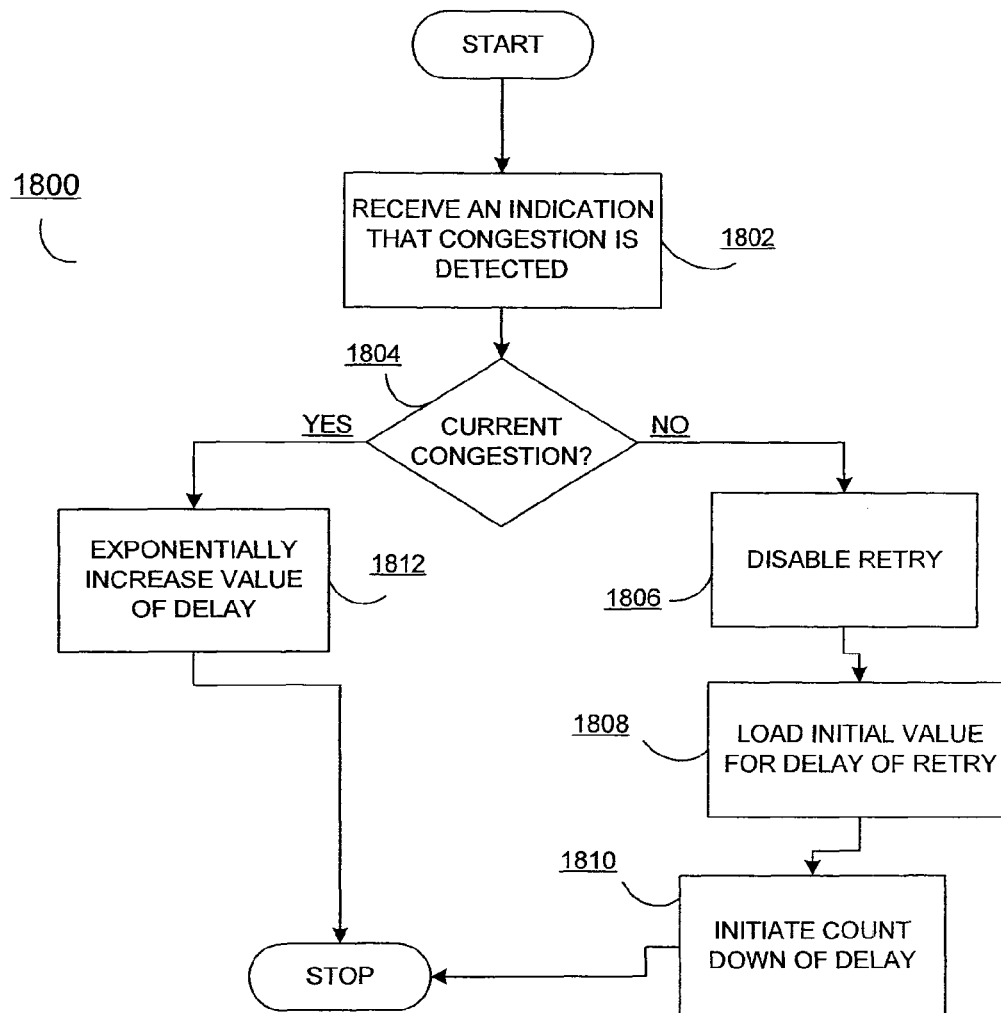 START
1800
RECEIVE AN INDICATION
THAT CONGESTION IS
DETECTED
1802
1804
YES
CURRENT
CONGESTION?
NO
EXPONENTIALLY
INCREASE VALUE
OF DELAY
1812
DISABLE RETRY
1806
1808
LOAD INITIAL VALUE
FOR DELAY OF RETRY
1810
INITIATE COUNT
DOWN OF DELAY
STOP